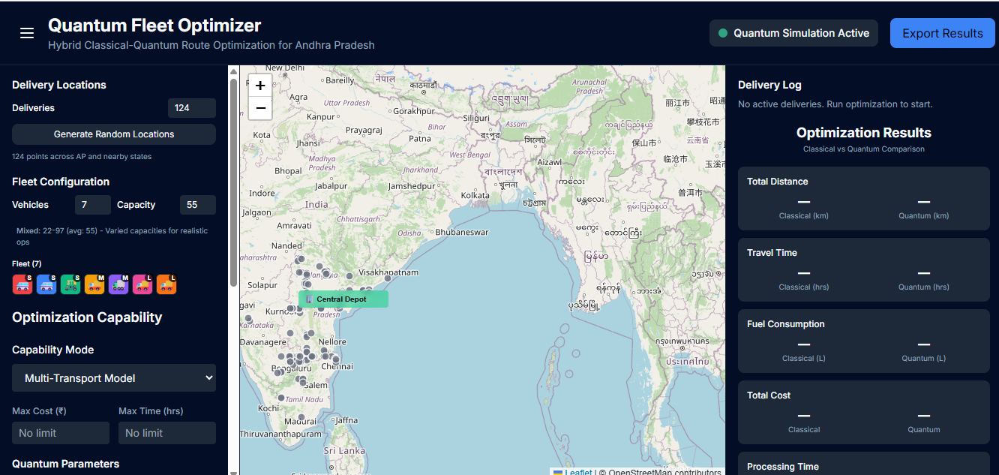 Quantum Fleet Optimizer
Hybrid Classical-Quantum Route Optimization for Andhra Pradesh
Quantum Simulation Active
Export Results
Delivery Locations
Deliveries
124
Generate Random Locations
124 points across AP and nearby states
Fleet Configuration
Vehicles
7
Capacity
55
Mixed: 22-97 (avg: 55) - Varied capacities for realistic
ops
Fleet (7)
S
S
S
M
M
L
L
Optimization Capability
Capability Mode
Multi-Transport Model
Max Cost (₹)
Max Time (hrs)
No limit
No limit
Quantum Parameters
+
−
New Delhi
Bareilly
नेपाल
काठमाडौं
Arunachal
Pradesh
Agra
Uttar Pradesh
Gorakhpur
Assam
丽江市
昭通
Kanpur
Siliguri
攀枝花市
Kota
Jhansi
Prayagraj
Bihar
Patna
রংপুর
সিলেট
保山市
云南省
Madhya
Pradesh
West Bengal
Aizawl
临沧市
玉溪市
Bhopal
Jharkhand
বাংলাদেশ
Indore
Jabalpur
Jamshedpur
খুলনা
Kolkata
চট্টগ্রাম
普洱市
Jalgaon
India
Amravati
Chhattisgarh
Odisha
Bhubaneswar
Nanded
Visakhapatnam
Solapur
Central Depot
Pradesh
Karnataka
Davanagere
Nellore
Bengaluru
Chennai
Salem
Kochi
Tamil Nadu
Madurai
Jaffna
Thiruvananthapuram
Sri Lanka
กรุงเทพมหานคร
ประเทศไทย
Leaflet | © OpenStreetMap contributors
Delivery Log
No active deliveries. Run optimization to start.
Optimization Results
Classical vs Quantum Comparison
Total Distance
—
—
Classical (km)
Quantum (km)
Travel Time
—
—
Classical (hrs)
Quantum (hrs)
Fuel Consumption
—
—
Classical (L)
Quantum (L)
Total Cost
—
—
Classical
Quantum
Processing Time